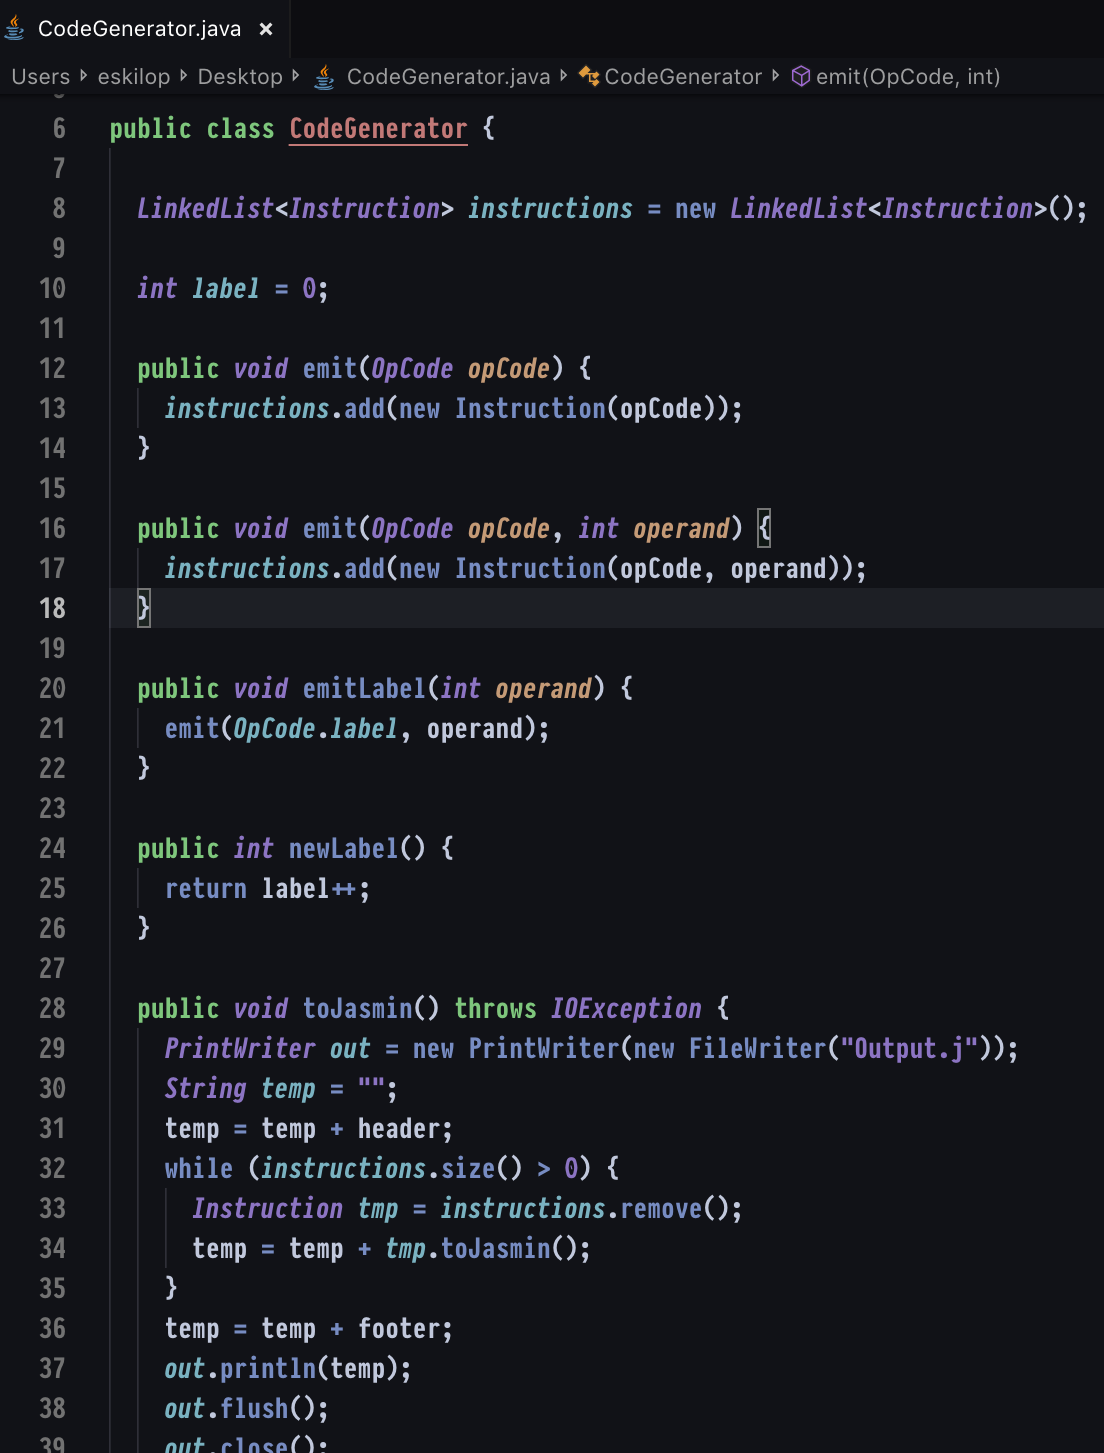 CodeGenerator.java ×
Users eskilop Desktop CodeGenerator.java CodeGenerator emit(OpCode, int)
6 public class CodeGenerator {
7
8 LinkedList<Instruction> instructions = new LinkedList<Instruction>();
9
10 int label = 0;
11
12 public void emit(OpCode opCode) {
13 instructions.add(new Instruction(opCode));
14 }
15
16 public void emit(OpCode opCode, int operand) {
17 instructions.add(new Instruction(opCode, operand));
18 }
19
20 public void emitLabel(int operand) {
21 emit(OpCode.label, operand);
22 }
23
24 public int newLabel() {
25 return label++;
26 }
27
28 public void toJasmin() throws IOException {
29 PrintWriter out = new PrintWriter(new FileWriter("Output.j"));
30 String temp = "";
31 temp = temp + header;
32 while (instructions.size() > 0) {
33 Instruction tmp = instructions.remove();
34 temp = temp + tmp.toJasmin();
35 }
36 temp = temp + footer;
37 out.println(temp);
38 out.flush();
39 out.close();